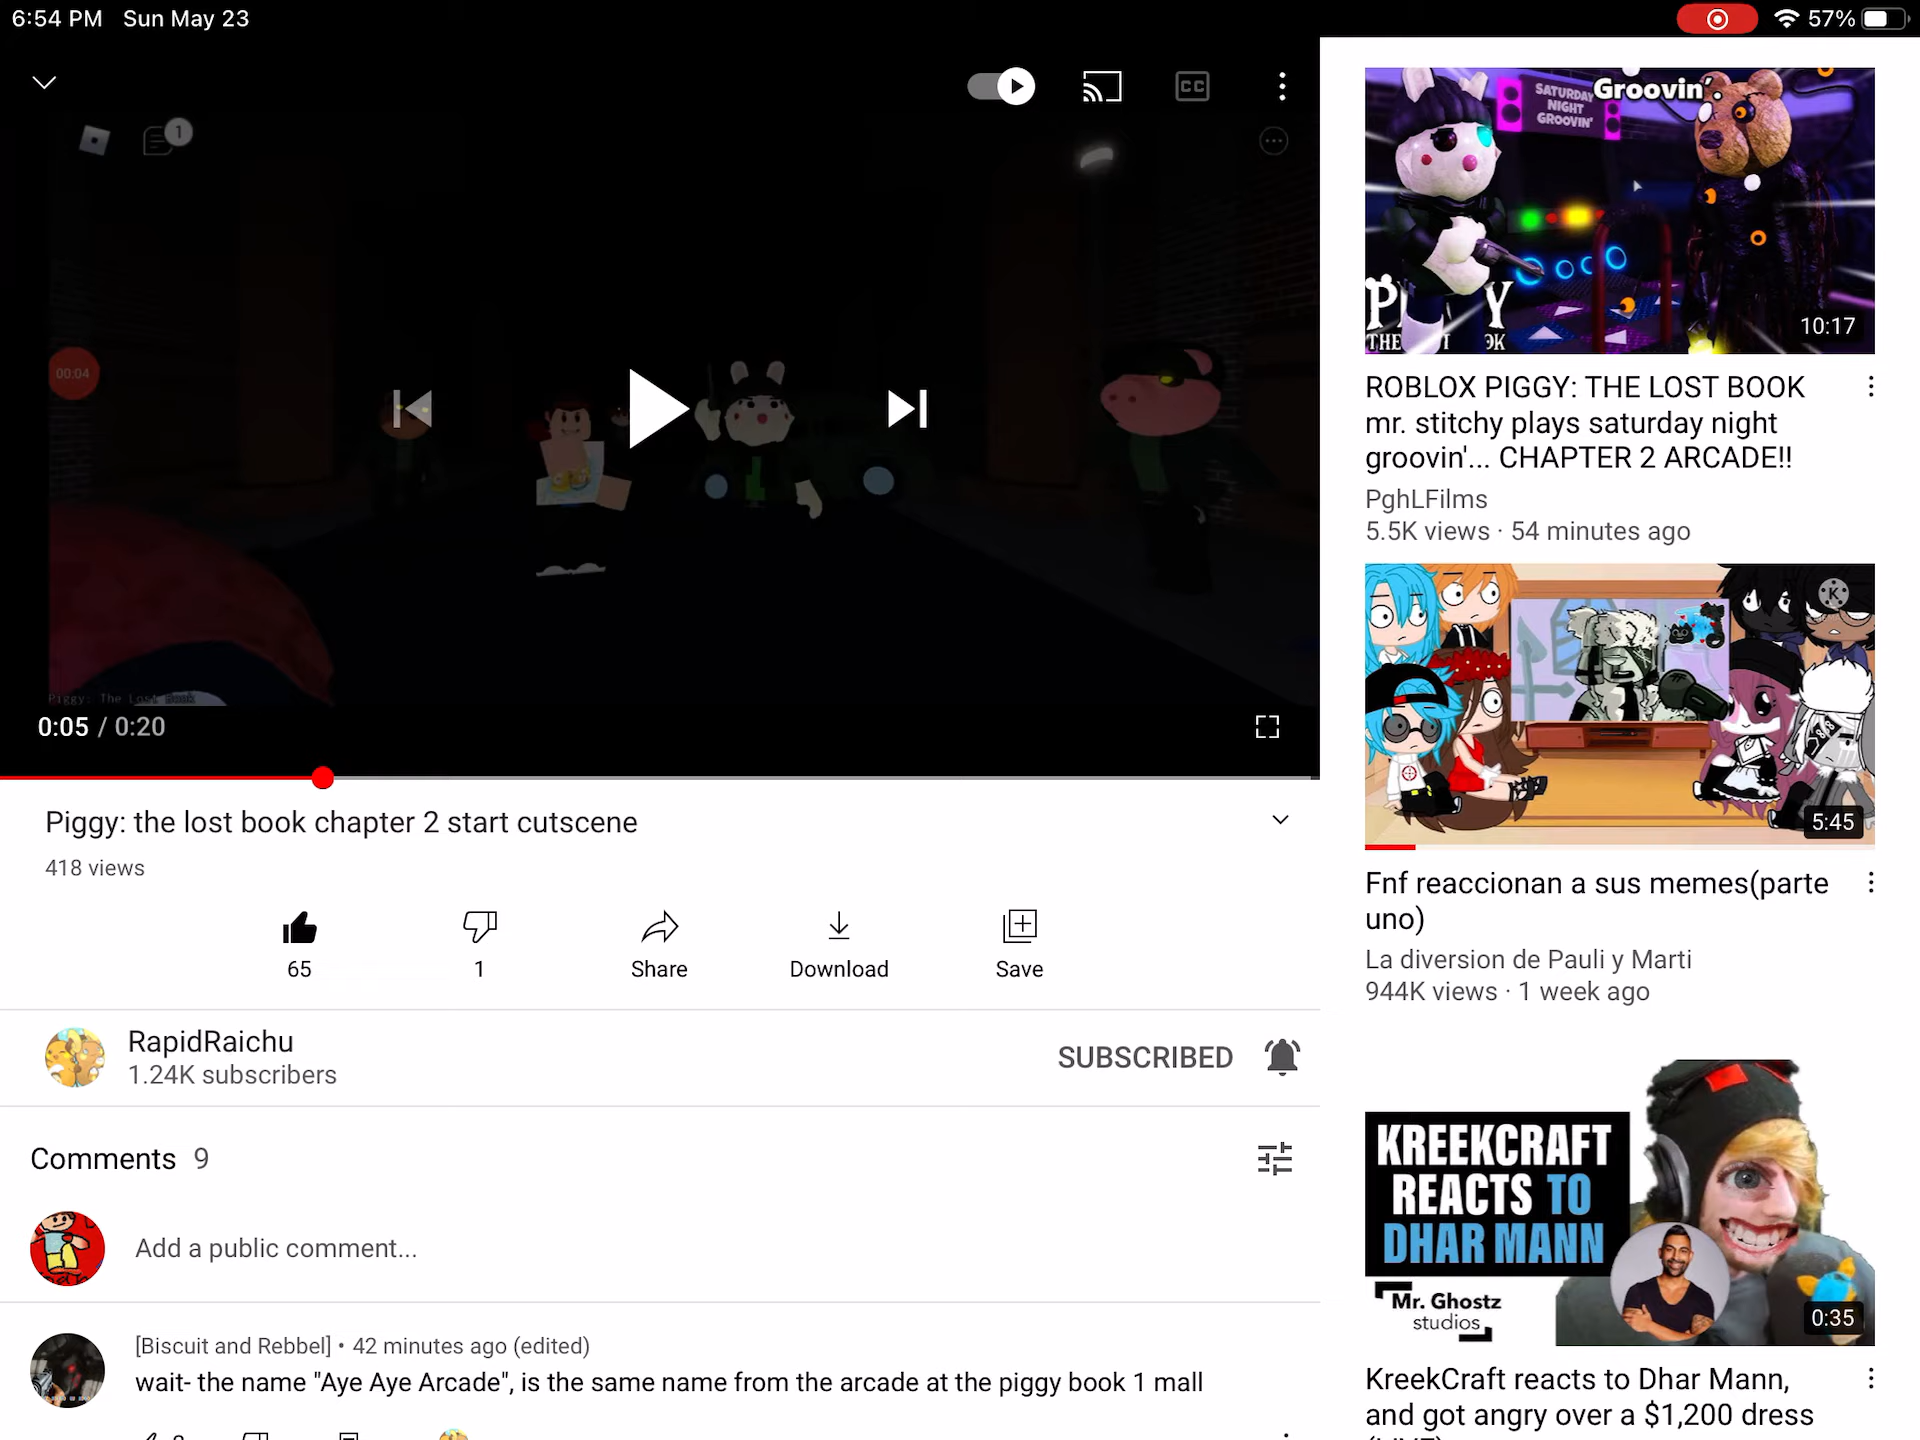 6:54 PM Sun May 23
57%
CC
1
00:04
Piggy: The Lost Book
0:05 / 0:20
Piggy: the lost book chapter 2 start cutscene
418 views
65
1
Share
Download
Save
RapidRaichu
1.24K subscribers
SUBSCRIBED
Comments 9
Add a public comment...
[Biscuit and Rebbel] • 42 minutes ago (edited)
wait- the name "Aye Aye Arcade", is the same name from the arcade at the piggy book 1 mall
SATURDAY
NIGHT
GROOVIN'
Groovin'
10:17
ROBLOX PIGGY: THE LOST BOOK
mr. stitchy plays saturday night
groovin'... CHAPTER 2 ARCADE!!
PghLFilms
5.5K views · 54 minutes ago
K
5:45
Fnf reaccionan a sus memes(parte
uno)
La diversion de Pauli y Marti
944K views · 1 week ago
KREEKCRAFT
REACTS TO
DHAR MANN
Mr. Ghostz
studios
0:35
KreekCraft reacts to Dhar Mann,
and got angry over a $1,200 dress